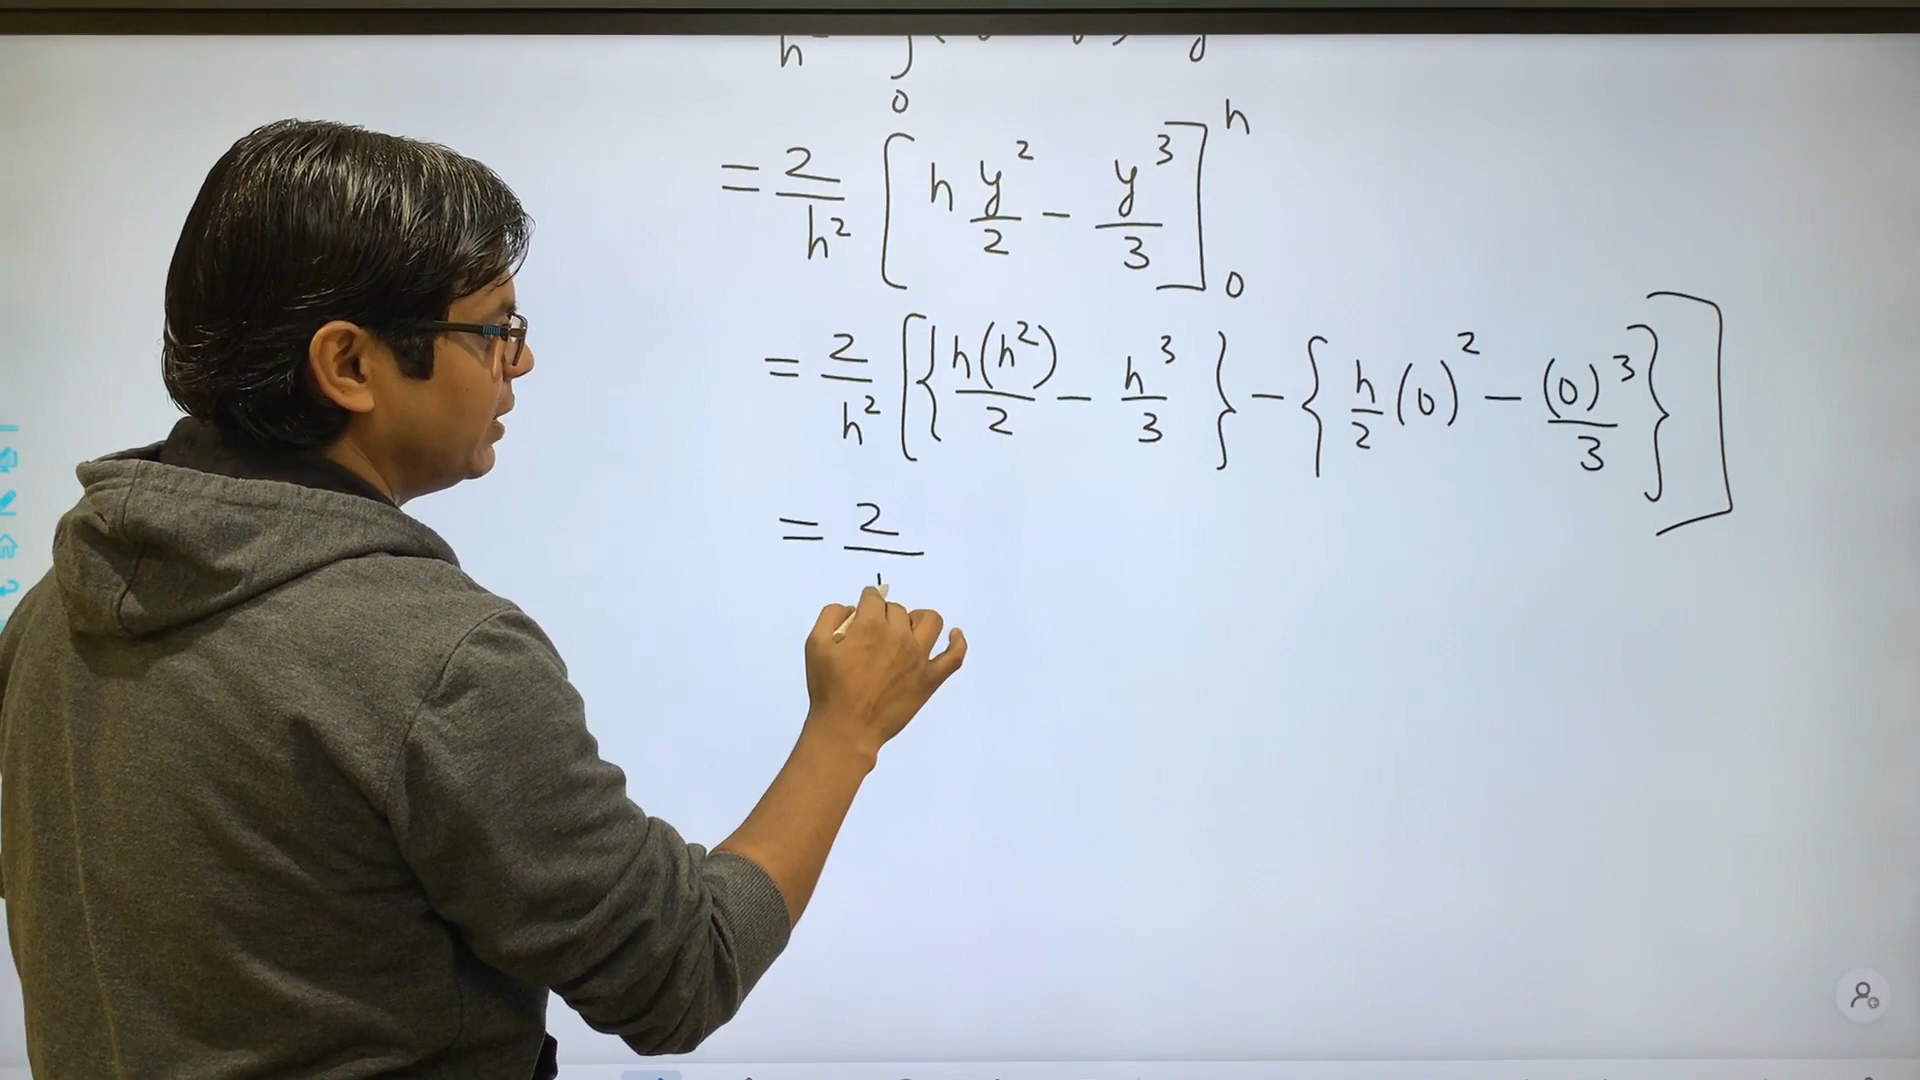 h
0
= 2/h² [ h y²/2 − y³/3 ]₀ʰ
= 2/h² [ { h(h²)/2 − h³/3 } − { h/2 (0)² − (0)³/3 } ]
= 2/